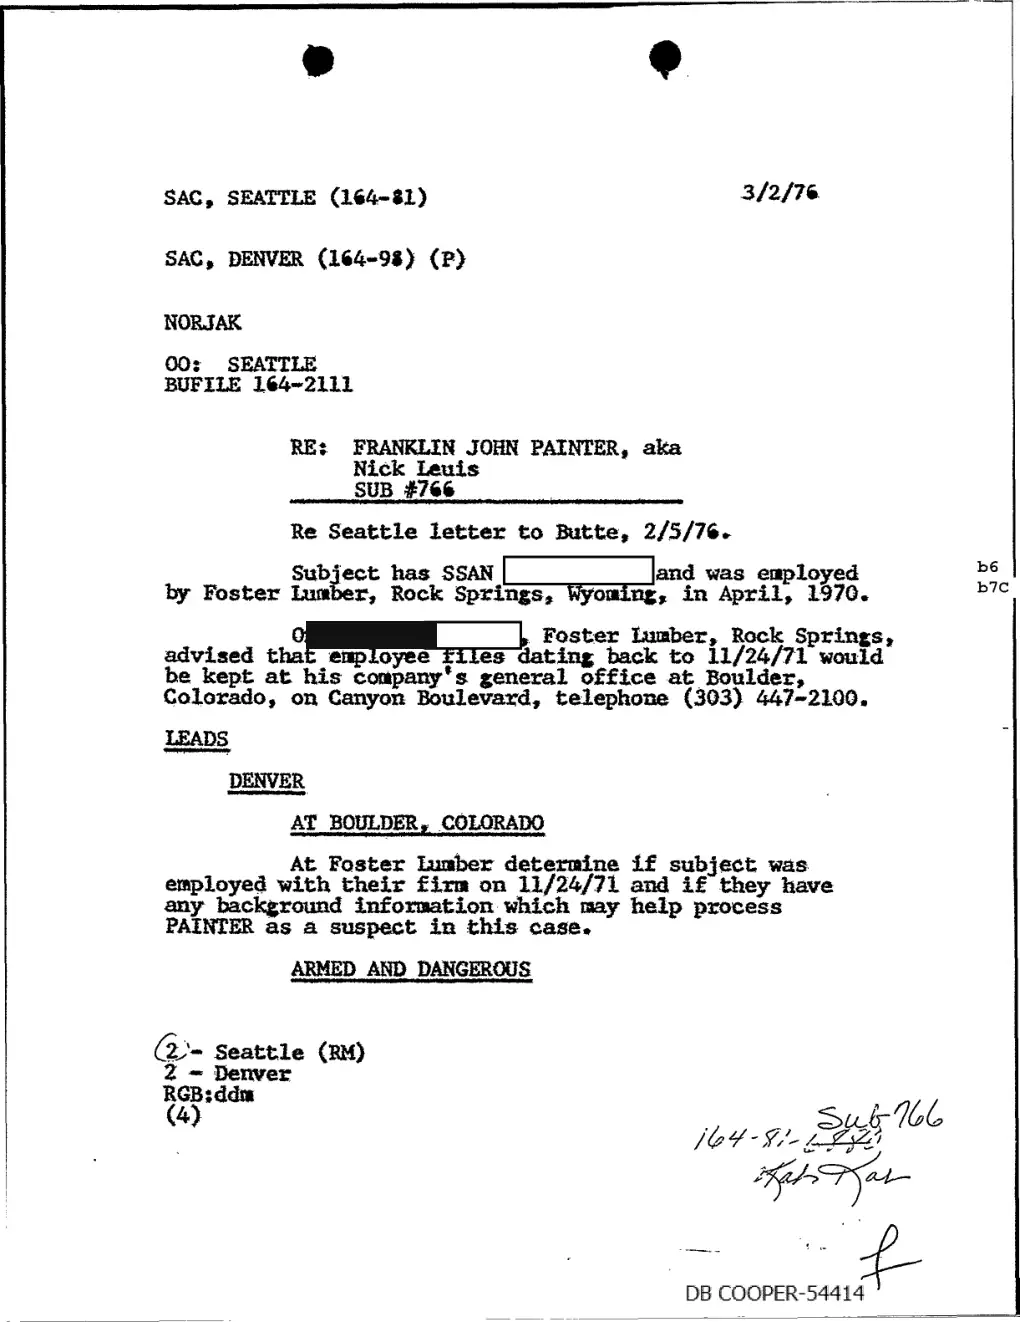 SAC, SEATTLE (164-81)
3/2/76
SAC, DENVER (164-98) (P)
NORJAK
OO: SEATTLE
BUFILE 164-2111
RE: FRANKLIN JOHN PAINTER, aka
Nick Leuis
SUB #766
Re Seattle letter to Butte, 2/5/76.
Subject has SSAN and was employed
b6
by Foster Lumber, Rock Springs, Wyoming, in April, 1970.
b7C
O , Foster Lumber, Rock Springs,
advised that employee files dating back to 11/24/71 would
be kept at his company's general office at Boulder,
Colorado, on Canyon Boulevard, telephone (303) 447-2100.
LEADS
DENVER
AT BOULDER, COLORADO
At Foster Lumber determine if subject was
employed with their firm on 11/24/71 and if they have
any background information which may help process
PAINTER as a suspect in this case.
ARMED AND DANGEROUS
2 - Seattle (RM)
2 - Denver
RGB:ddm
(4)
Sub 766
164-81-
DB COOPER-54414